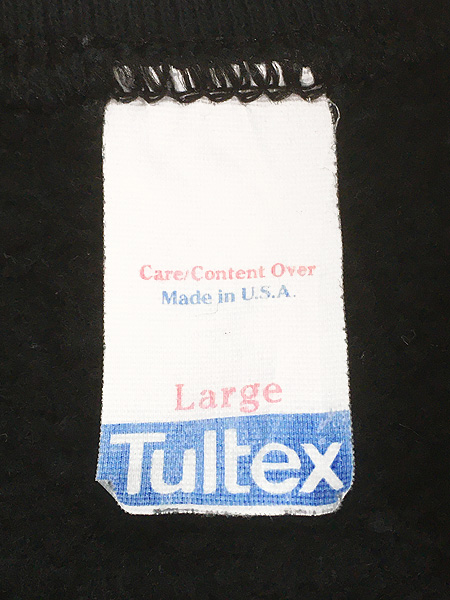 Care/Content Over
Made in U.S.A.
Large
Tultex